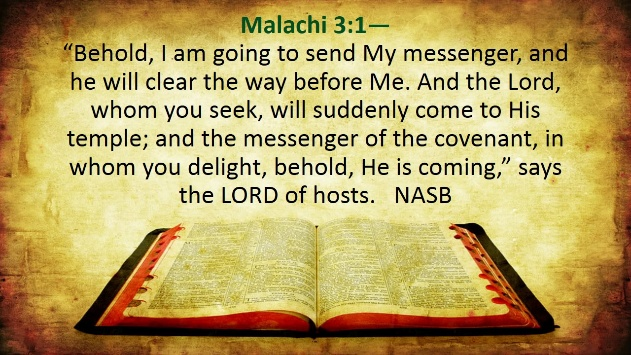 Malachi 3:1—
“Behold, I am going to send My messenger, and
he will clear the way before Me. And the Lord,
whom you seek, will suddenly come to His
temple; and the messenger of the covenant, in
whom you delight, behold, He is coming,” says
the LORD of hosts.   NASB